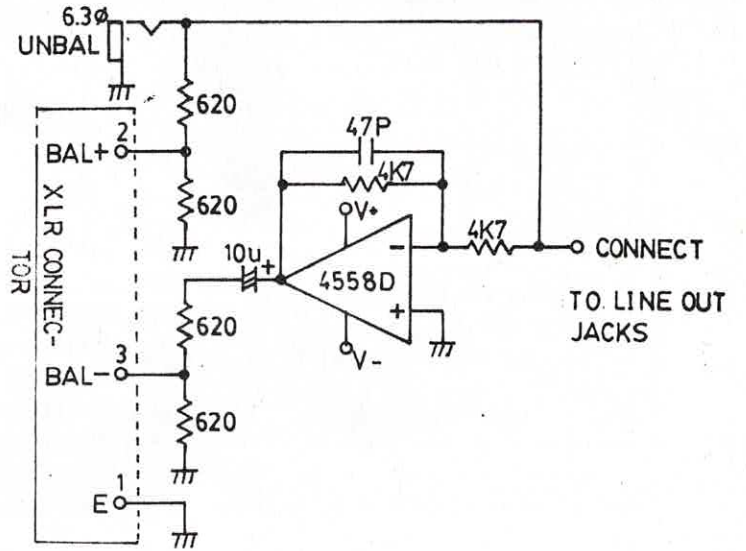 6.3ø
UNBAL
620
2
BAL+
620
XLR CONNEC-
TOR
47P
4K7
V+
10u
+
4558D
-
+
V-
4K7
CONNECT
TO LINE OUT
JACKS
620
3
BAL-
620
1
E